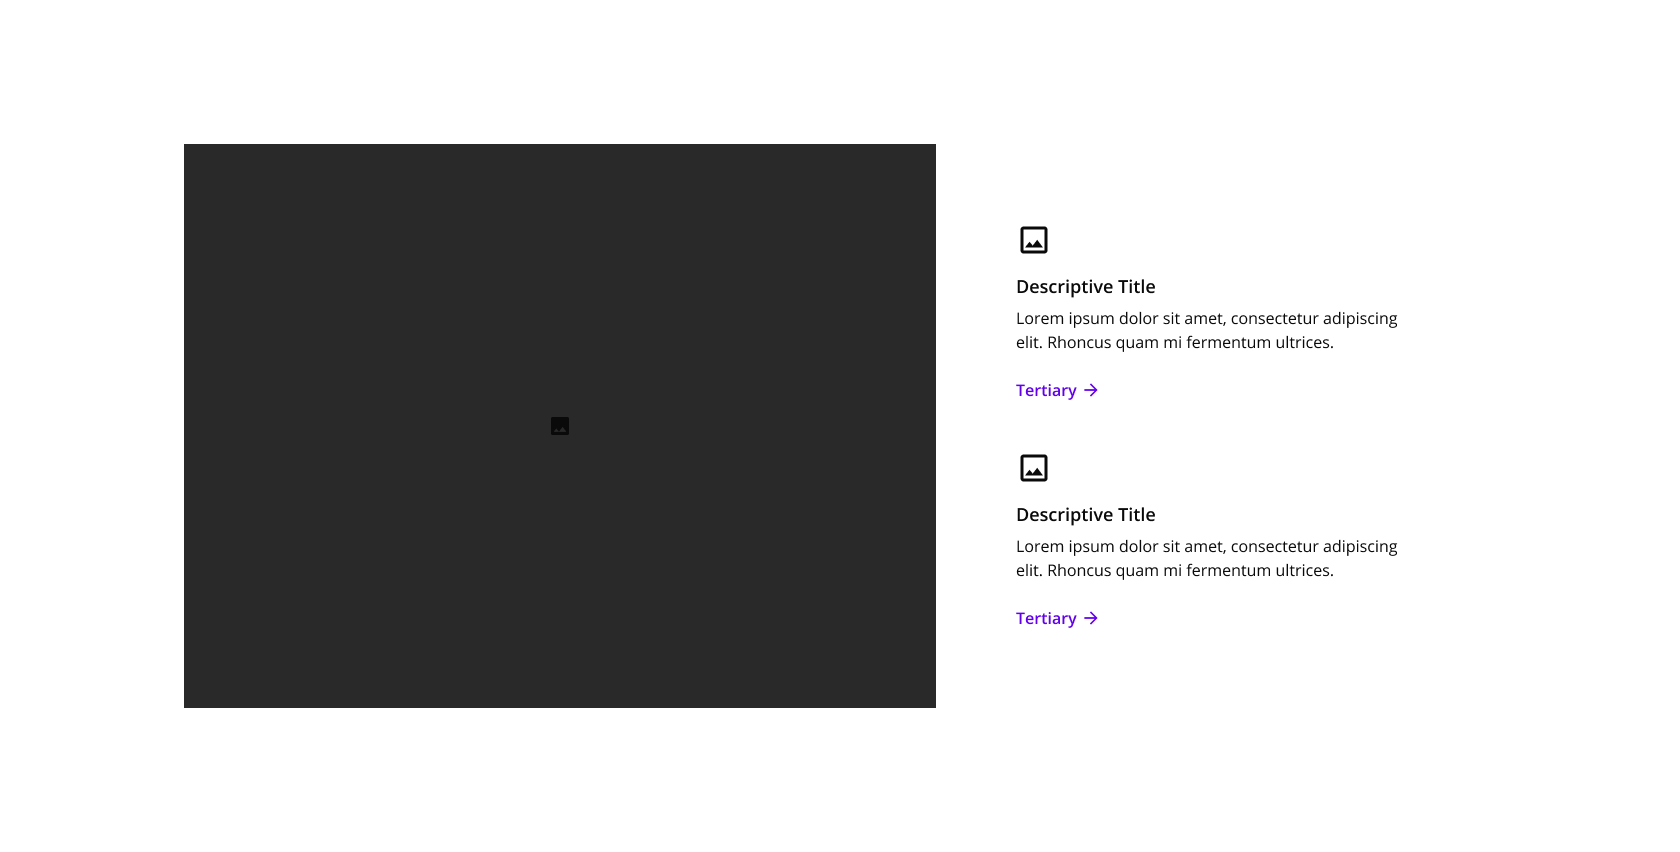 Descriptive Title
Lorem ipsum dolor sit amet, consectetur adipiscing
elit. Rhoncus quam mi fermentum ultrices.
Tertiary →
Descriptive Title
Lorem ipsum dolor sit amet, consectetur adipiscing
elit. Rhoncus quam mi fermentum ultrices.
Tertiary →